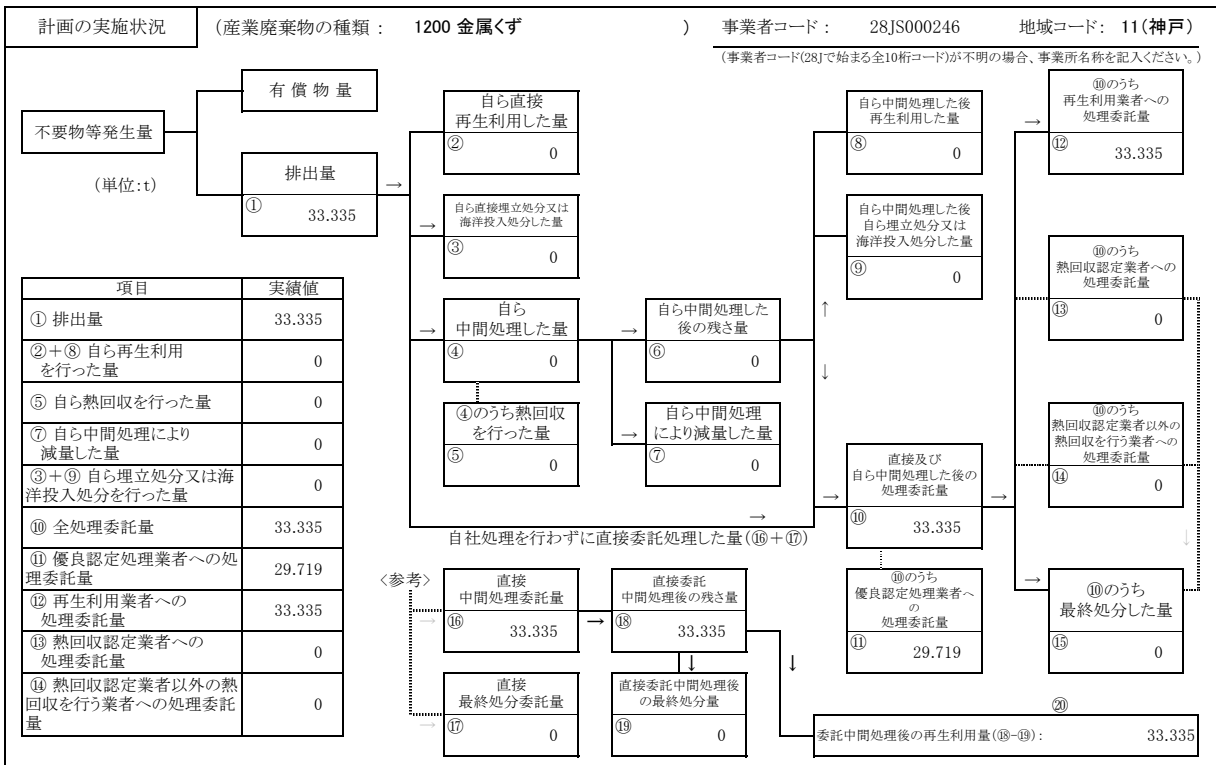 計画の実施状況 (産業廃棄物の種類： 1200 金属くず ) 事業者コード： 28JS000246 地域コード： 11(神戸)
(事業者コード(28Jで始まる全10桁コード)が不明の場合、事業所名称を記入ください。)
不要物等発生量
(単位:t)
有償物量
排出量
① 33.335
→
自ら直接
再生利用した量
② 0
→
自ら直接埋立処分又は
海洋投入処分した量
③ 0
→
自ら
中間処理した量
④ 0
④のうち熱回収
を行った量
⑤ 0
→
自ら中間処理した
後の残さ量
⑥ 0
→
自ら中間処理
により減量した量
⑦ 0
↑
↓
自ら中間処理した後
再生利用した量
⑧ 0
自ら中間処理した後
自ら埋立処分又は
海洋投入処分した量
⑨ 0
→
自社処理を行わずに直接委託処理した量(⑯＋⑰)
→
直接及び
自ら中間処理した後の
処理委託量
⑩ 33.335
→
⑩のうち
優良認定処理業者へ
の
処理委託量
⑪ 29.719
→
⑩のうち
再生利用業者への
処理委託量
⑫ 33.335
⑩のうち
熱回収認定業者への
処理委託量
⑬ 0
⑩のうち
熱回収認定業者以外の
熱回収を行う業者への
処理委託量
⑭ 0
↓
→
⑩のうち
最終処分した量
⑮ 0
項目 実績値
① 排出量 33.335
②＋⑧ 自ら再生利用
を行った量 0
⑤ 自ら熱回収を行った量 0
⑦ 自ら中間処理により
減量した量 0
③＋⑨ 自ら埋立処分又は海
洋投入処分を行った量 0
⑩ 全処理委託量 33.335
⑪ 優良認定処理業者への処
理委託量 29.719
⑫ 再生利用業者への
処理委託量 33.335
⑬ 熱回収認定業者への
処理委託量 0
⑭ 熱回収認定業者以外の熱
回収を行う業者への処理委託
量 0
〈参考〉
→
直接
中間処理委託量
⑯ 33.335
→
直接委託
中間処理後の残さ量
⑱ 33.335
↓
↓
→
直接
最終処分委託量
⑰ 0
直接委託中間処理後
の最終処分量
⑲ 0
⑳
委託中間処理後の再生利用量(⑱-⑲)： 33.335